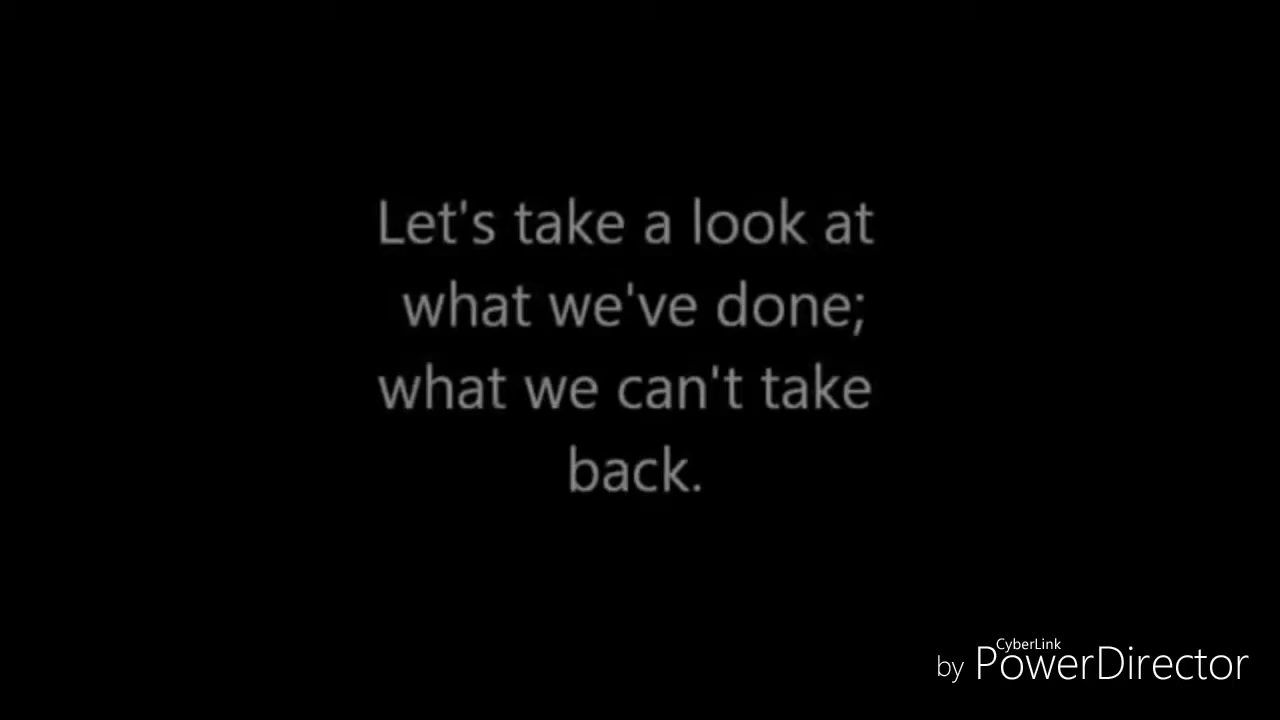 Let's take a look at
what we've done;
what we can't take
back.
CyberLink
by PowerDirector